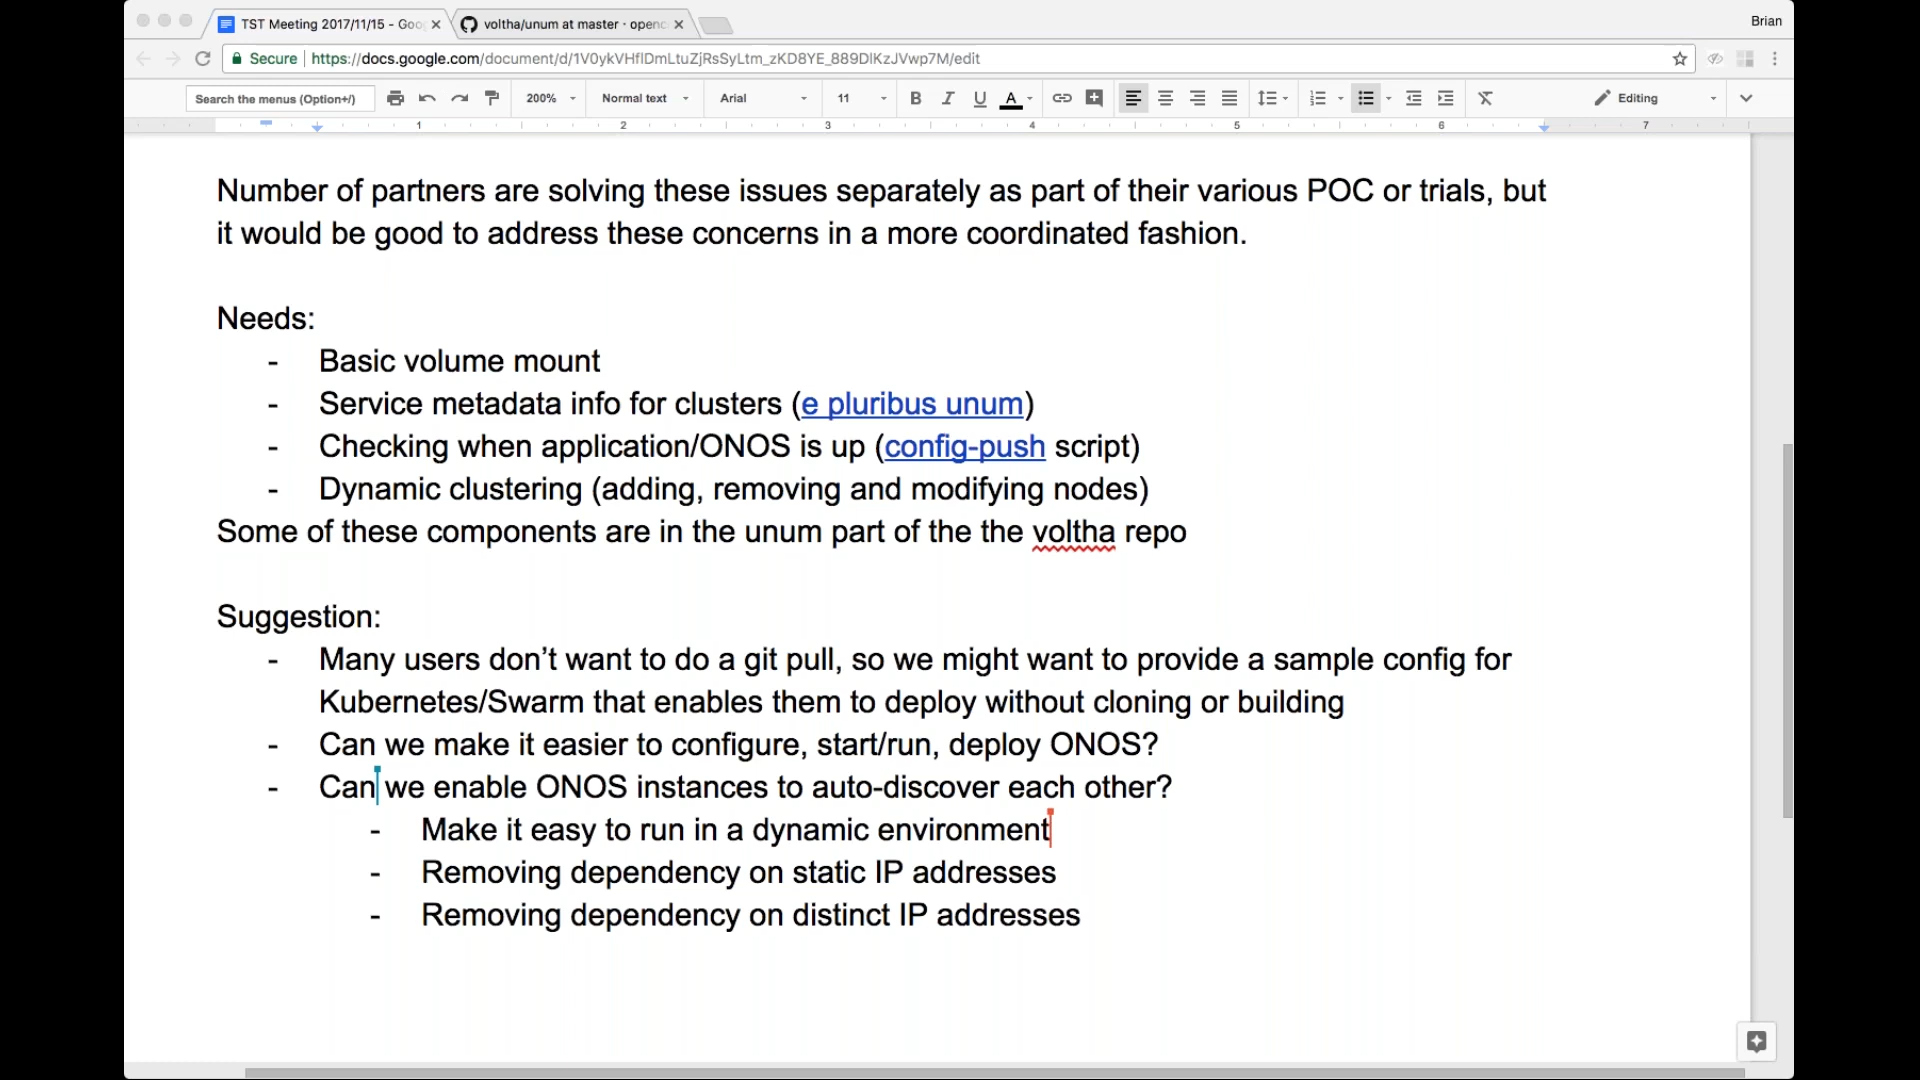 TST Meeting 2017/11/15 - Goo
voltha/unum at master · openc
Brian
Secure
https://docs.google.com/document/d/1V0ykVHflDmLtuZjRsSyLtm_zKD8YE_889DlKzJVwp7M/edit
Search the menus (Option+/)
200%
Normal text
Arial
11
B I U A
Editing
1 2 3 4 5 6 7
Number of partners are solving these issues separately as part of their various POC or trials, but
it would be good to address these concerns in a more coordinated fashion.
Needs:
- Basic volume mount
- Service metadata info for clusters (e pluribus unum)
- Checking when application/ONOS is up (config-push script)
- Dynamic clustering (adding, removing and modifying nodes)
Some of these components are in the unum part of the the voltha repo
Suggestion:
- Many users don’t want to do a git pull, so we might want to provide a sample config for
Kubernetes/Swarm that enables them to deploy without cloning or building
- Can we make it easier to configure, start/run, deploy ONOS?
- Can we enable ONOS instances to auto-discover each other?
- Make it easy to run in a dynamic environment
- Removing dependency on static IP addresses
- Removing dependency on distinct IP addresses